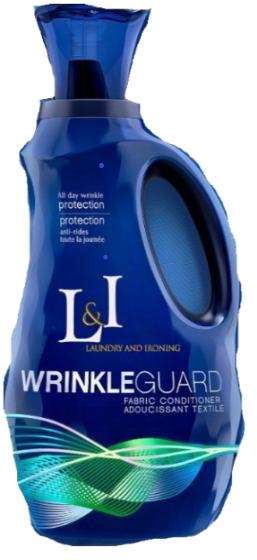 All day wrinkle
protection
protection
anti-rides
toute la journée
L&I
LAUNDRY AND IRONING
WRINKLEGUARD
FABRIC CONDITIONER
ADOUCISSANT TEXTILE